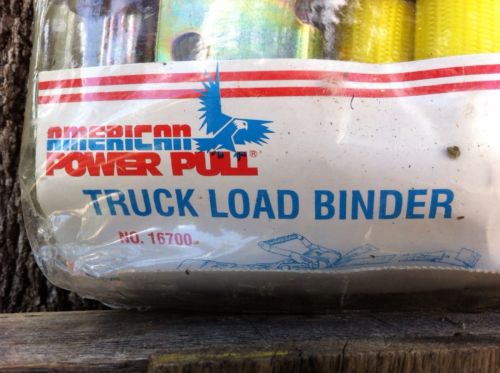 AMERICAN
POWER PULL®
TRUCK LOAD BINDER
NO. 16700